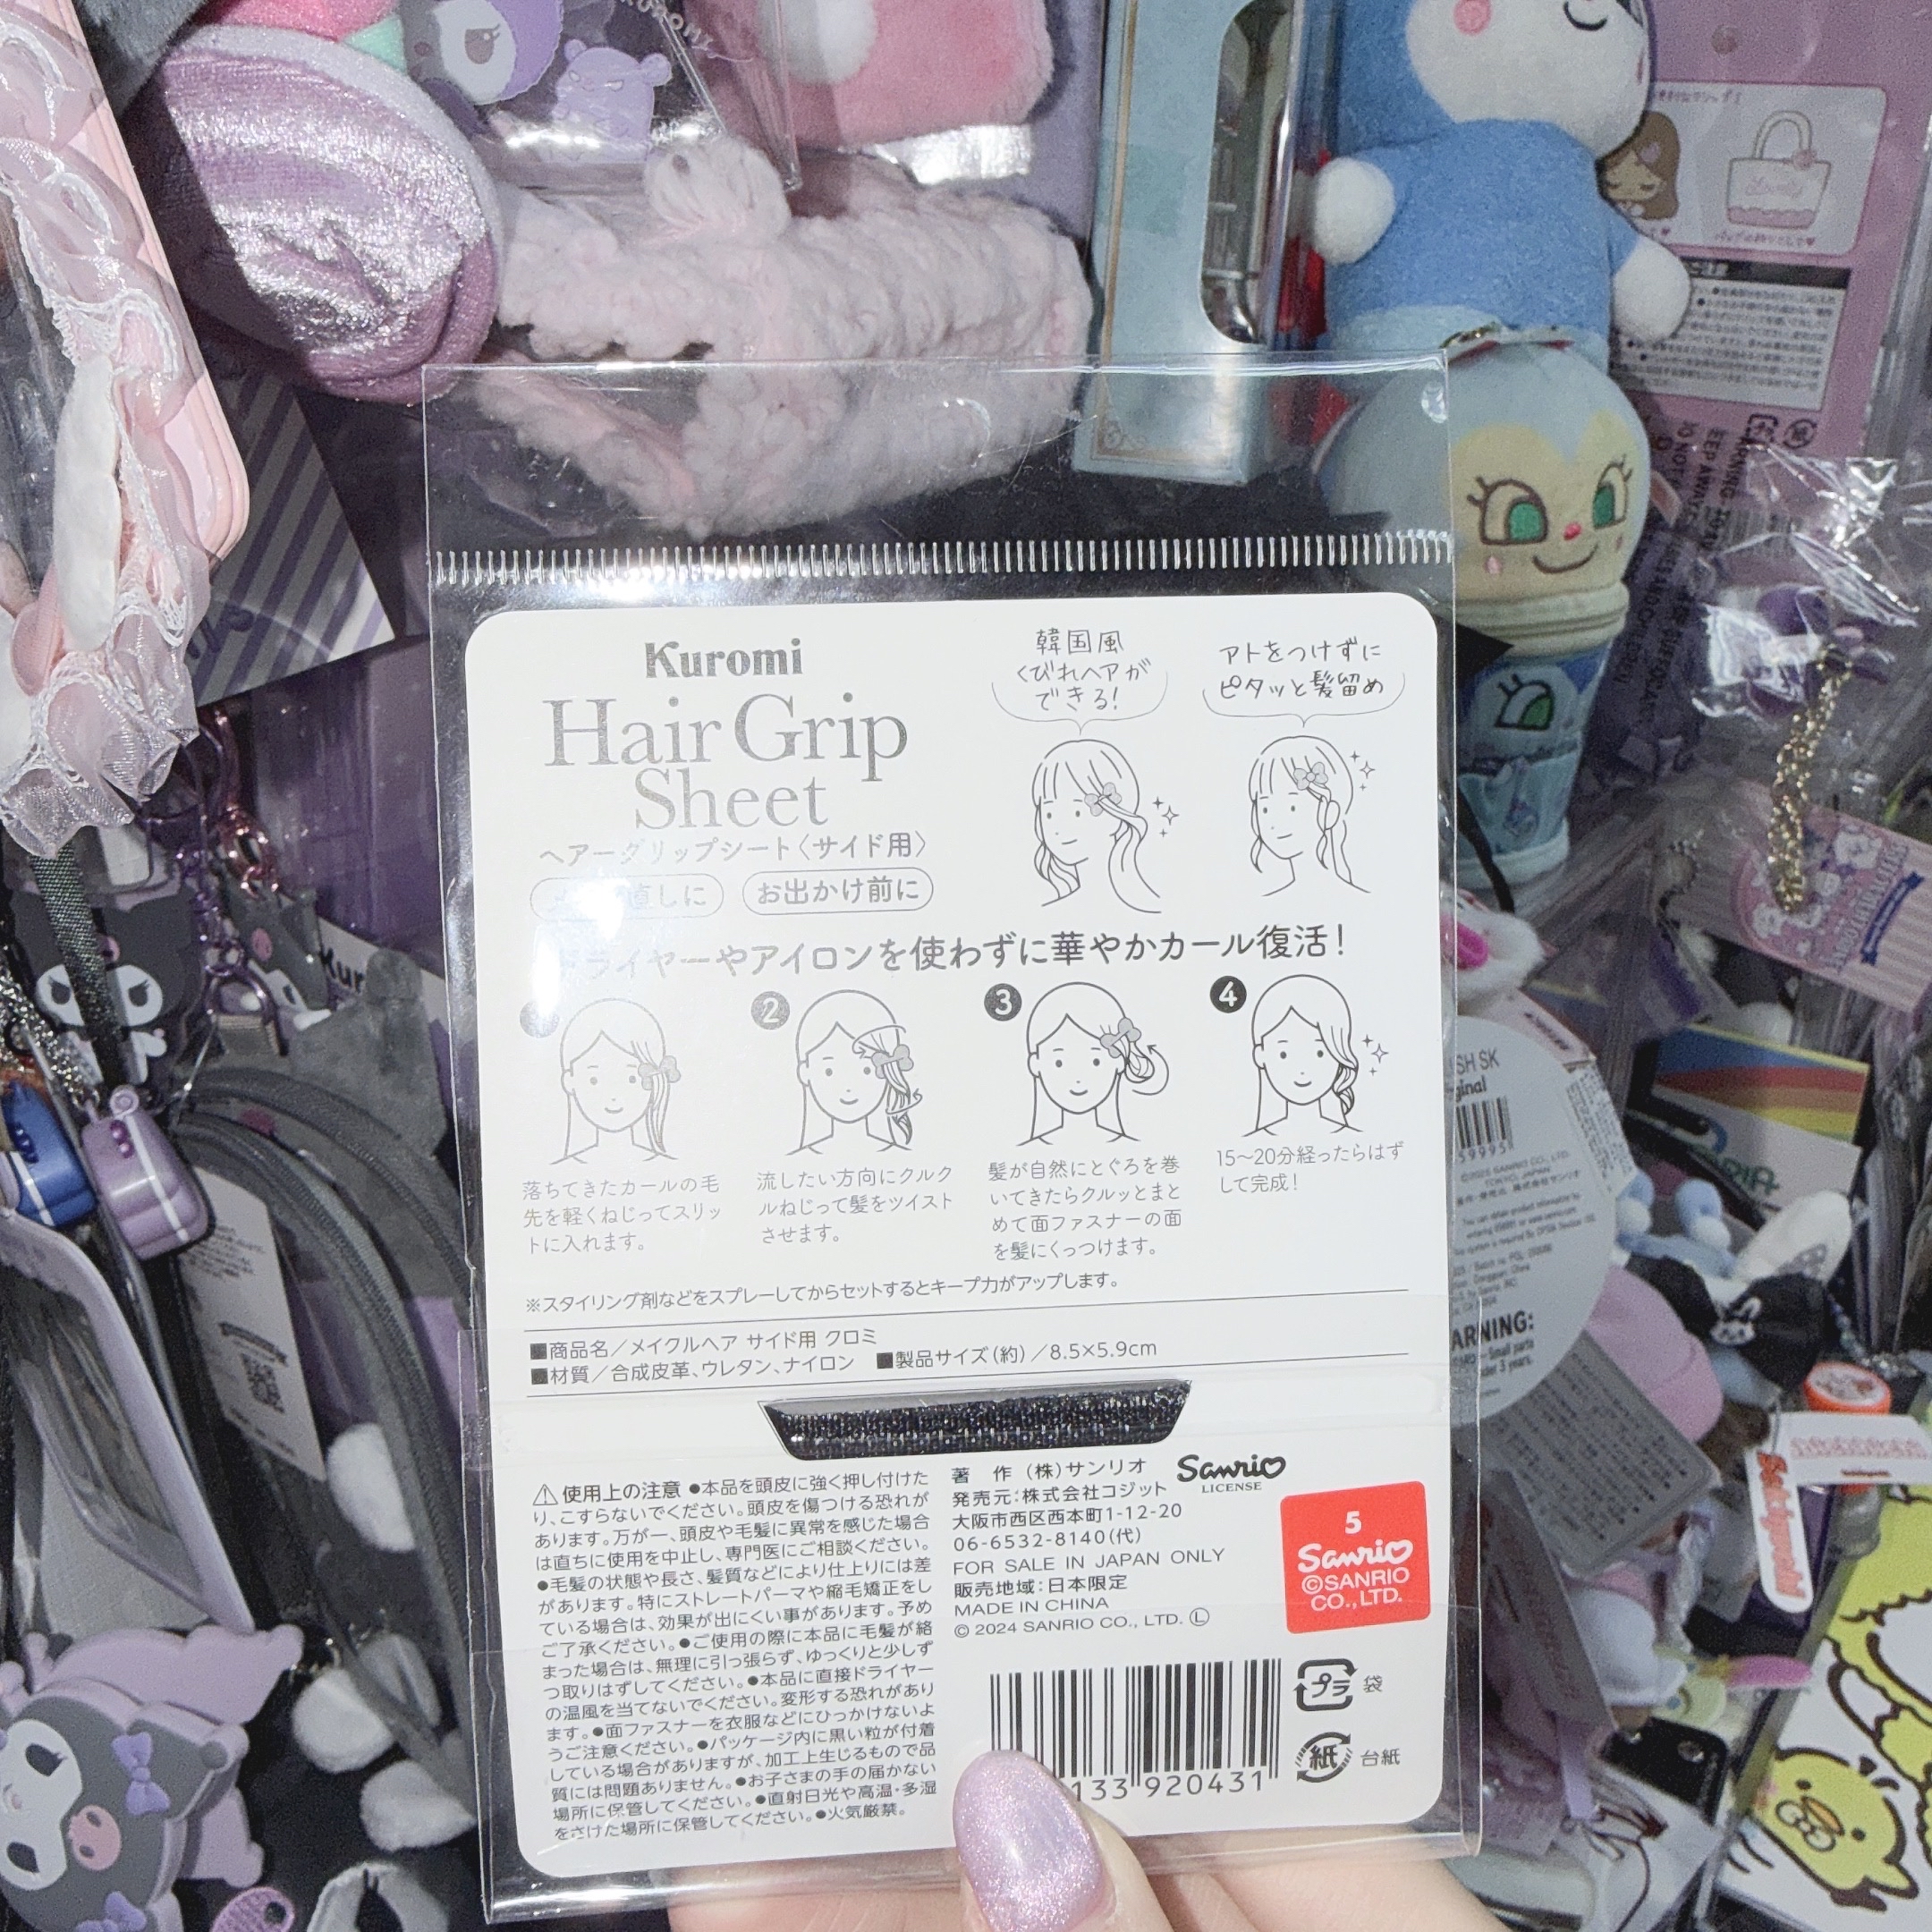 Kuromi
Hair Grip
Sheet
ヘアーグリップシート〈サイド用〉
直しに
お出かけ前に
韓国風
くびれヘアが
できる!
アトをつけずに
ピタッと髪留め
ドライヤーやアイロンを使わずに華やかカール復活!
落ちてきたカールの毛
先を軽くねじってスリッ
トに入れます。
2
流したい方向にクルク
ルねじって髪をツイスト
させます。
3
髪が自然にとぐろを巻
いてきたらクルッとまと
めて面ファスナーの面
を髪にくっつけます。
4
15〜20分経ったらはず
して完成!
※スタイリング剤などをスプレーしてからセットするとキープ力がアップします。
■商品名/メイクルヘア サイド用 クロミ
■材質/合成皮革、ウレタン、ナイロン ■製品サイズ(約)/8.5×5.9cm
⚠使用上の注意 ●本品を頭皮に強く押し付けた
り、こすらないでください。頭皮を傷つける恐れが
あります。万が一、頭皮や毛髪に異常を感じた場合
は直ちに使用を中止し、専門医にご相談ください。
●毛髪の状態や長さ、髪質などにより仕上りには差
があります。特にストレートパーマや縮毛矯正をし
ている場合は、効果が出にくい事があります。予め
ご了承ください。●ご使用の際に本品に毛髪が絡
まった場合は、無理に引っ張らず、ゆっくりと少しず
つ取りはずしてください。●本品に直接ドライヤー
の温風を当てないでください。変形する恐れがあり
ます。●面ファスナーを衣服などにひっかけないよ
うご注意ください。●パッケージ内に黒い粒が付着
している場合がありますが、加工上生じるもので品
質には問題ありません。●お子さまの手の届かない
場所に保管してください。●直射日光や高温・多湿
をさけた場所に保管してください。●火気厳禁。
著 作 (株)サンリオ
発売元:株式会社コジット
大阪市西区西本町1-12-20
06-6532-8140(代)
FOR SALE IN JAPAN ONLY
販売地域:日本限定
MADE IN CHINA
© 2024 SANRIO CO., LTD. Ⓛ
Sanrio
LICENSE
5
Sanrio
©SANRIO
CO.,LTD.
133 920431
プラ 袋
紙 台紙
Lovely
SH SK
ginal
59995
ARNING: